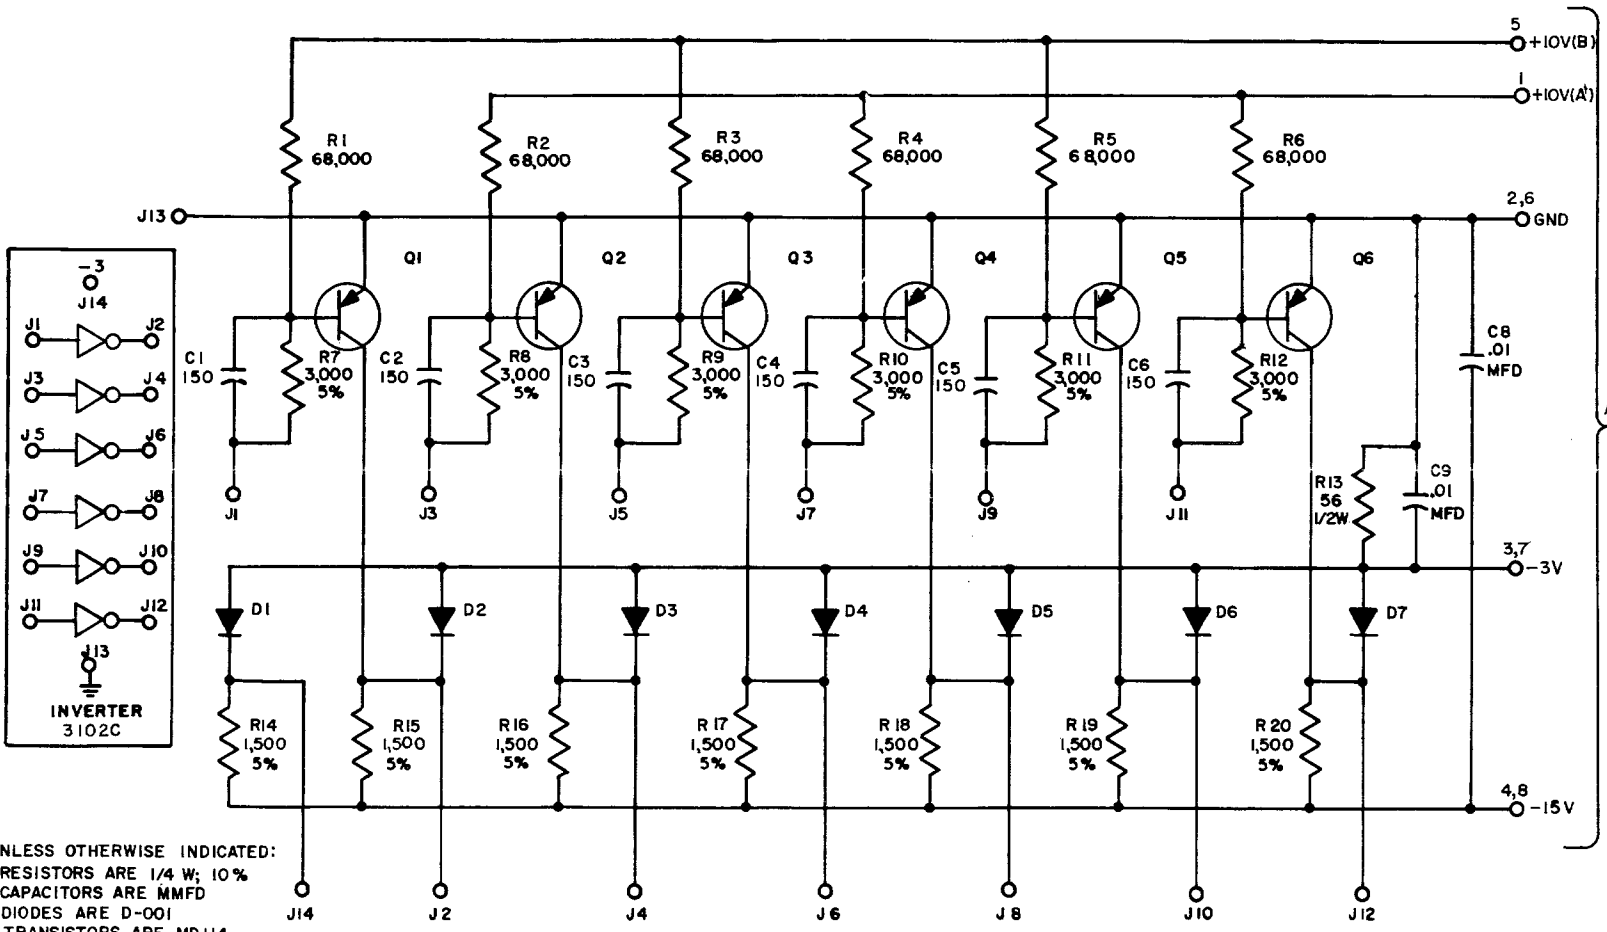 5
+10V(B)
1
+10V(A)
R1
68,000
R2
68,000
R3
68,000
R4
68,000
R5
68,000
R6
68,000
J13
2,6
GND
Q1
Q2
Q3
Q4
Q5
Q6
C1
150
R7
3,000
5%
C2
150
R8
3,000
5%
C3
150
R9
3,000
5%
C4
150
R10
3,000
5%
C5
150
R11
3,000
5%
C6
150
R12
3,000
5%
C8
.01
MFD
J1
J3
J5
J7
J9
J11
R13
56
1/2W
C9
.01
MFD
3,7
-3V
D1
D2
D3
D4
D5
D6
D7
R14
1,500
5%
R15
1,500
5%
R16
1,500
5%
R17
1,500
5%
R18
1,500
5%
R19
1,500
5%
R20
1,500
5%
4,8
-15V
J14
J2
J4
J6
J8
J10
J12
-3
J14
J1 J2
J3 J4
J5 J6
J7 J8
J9 J10
J11 J12
J13
INVERTER
3102C
NLESS OTHERWISE INDICATED:
RESISTORS ARE 1/4 W; 10%
CAPACITORS ARE MMFD
DIODES ARE D-001
TRANSISTORS ARE MD114